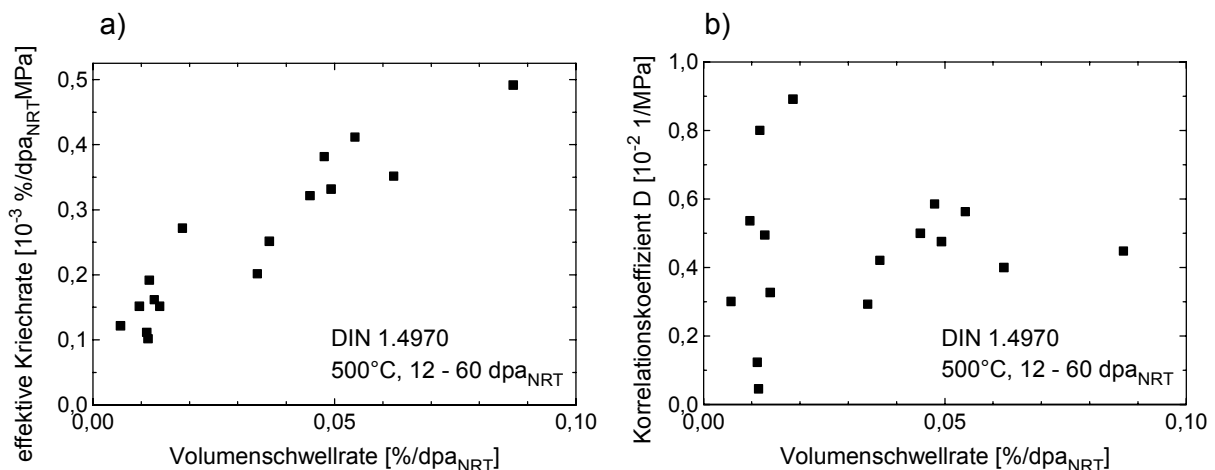 a)
effektive Kriechrate [10⁻³ %/dpa_NRT MPa]
0,5
0,4
0,3
0,2
0,1
0,0
0,00
0,05
0,10
Volumenschwellrate [%/dpa_NRT]
DIN 1.4970
500°C, 12 - 60 dpa_NRT
b)
Korrelationskoeffizient D [10⁻² 1/MPa]
1,0
0,8
0,6
0,4
0,2
0,0
0,00
0,05
0,10
Volumenschwellrate [%/dpa_NRT]
DIN 1.4970
500°C, 12 - 60 dpa_NRT